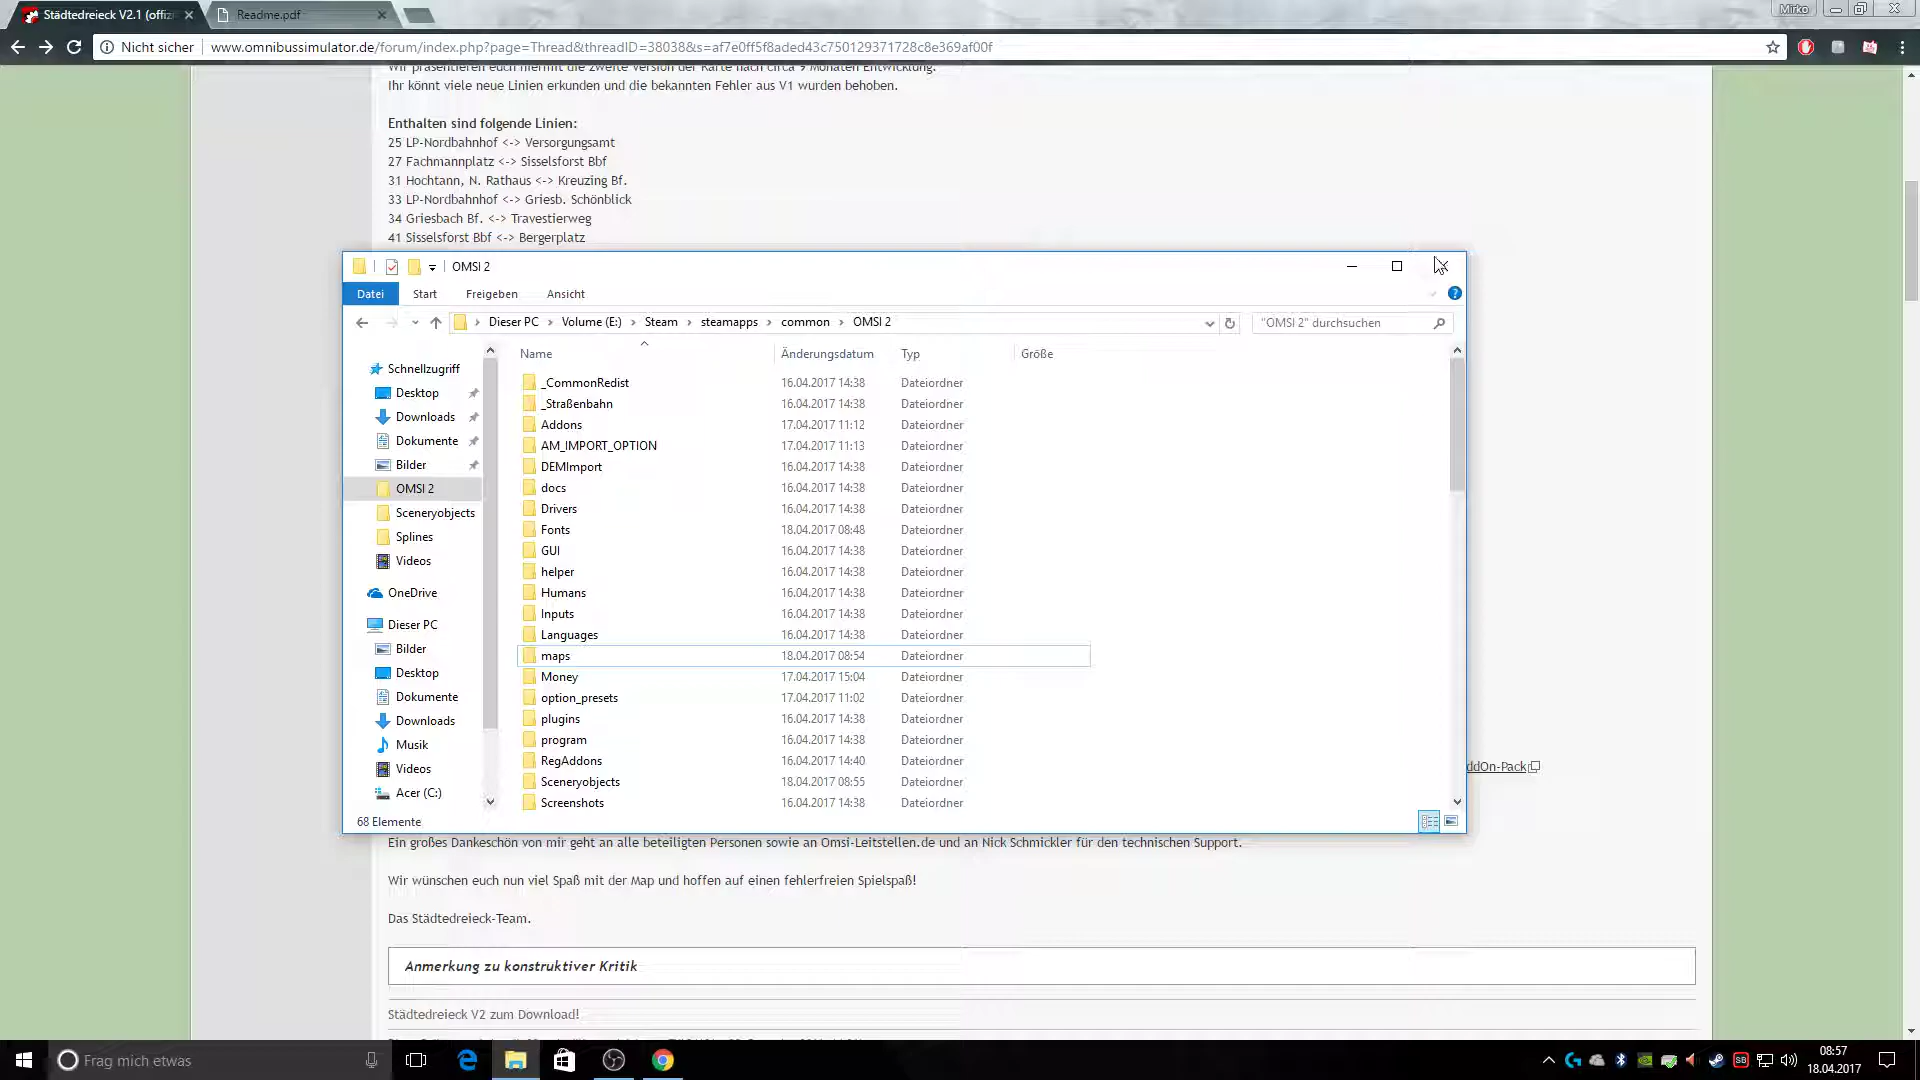 Städtedreieck V2.1 (offiz
Readme.pdf
Mirko
Nicht sicher
www.omnibussimulator.de/forum/index.php?page=Thread&threadID=38038&s=af7e0ff5f8aded43c750129371728c8e369af00f
Wir präsentieren euch hiermit die zweite Version der Karte nach circa 9 Monaten Entwicklung.
Ihr könnt viele neue Linien erkunden und die bekannten Fehler aus V1 wurden behoben.
Enthalten sind folgende Linien:
25 LP-Nordbahnhof <-> Versorgungsamt
27 Fachmannplatz <-> Sisselsforst Bbf
31 Hochtann, N. Rathaus <-> Kreuzing Bf.
33 LP-Nordbahnhof <-> Griesb. Schönblick
34 Griesbach Bf. <-> Travestierweg
41 Sisselsforst Bbf <-> Bergerplatz
OMSI 2
Datei Start Freigeben Ansicht
Dieser PC Volume (E:) Steam steamapps common OMSI 2
"OMSI 2" durchsuchen
Schnellzugriff
Desktop
Downloads
Dokumente
Bilder
OMSI 2
Sceneryobjects
Splines
Videos
OneDrive
Dieser PC
Bilder
Desktop
Dokumente
Downloads
Musik
Videos
Acer (C:)
Name Änderungsdatum Typ Größe
_CommonRedist 16.04.2017 14:38 Dateiordner
_Straßenbahn 16.04.2017 14:38 Dateiordner
Addons 17.04.2017 11:12 Dateiordner
AM_IMPORT_OPTION 17.04.2017 11:13 Dateiordner
DEMImport 16.04.2017 14:38 Dateiordner
docs 16.04.2017 14:38 Dateiordner
Drivers 16.04.2017 14:38 Dateiordner
Fonts 18.04.2017 08:48 Dateiordner
GUI 16.04.2017 14:38 Dateiordner
helper 16.04.2017 14:38 Dateiordner
Humans 16.04.2017 14:38 Dateiordner
Inputs 16.04.2017 14:38 Dateiordner
Languages 16.04.2017 14:38 Dateiordner
maps 18.04.2017 08:54 Dateiordner
Money 17.04.2017 15:04 Dateiordner
option_presets 17.04.2017 11:02 Dateiordner
plugins 16.04.2017 14:38 Dateiordner
program 16.04.2017 14:38 Dateiordner
RegAddons 16.04.2017 14:40 Dateiordner
Sceneryobjects 18.04.2017 08:55 Dateiordner
Screenshots 16.04.2017 14:38 Dateiordner
68 Elemente
ddOn-Pack
Ein großes Dankeschön von mir geht an alle beteiligten Personen sowie an Omsi-Leitstellen.de und an Nick Schmickler für den technischen Support.
Wir wünschen euch nun viel Spaß mit der Map und hoffen auf einen fehlerfreien Spielspaß!
Das Städtedreieck-Team.
Anmerkung zu konstruktiver Kritik
Städtedreieck V2 zum Download!
Frag mich etwas
08:57
18.04.2017